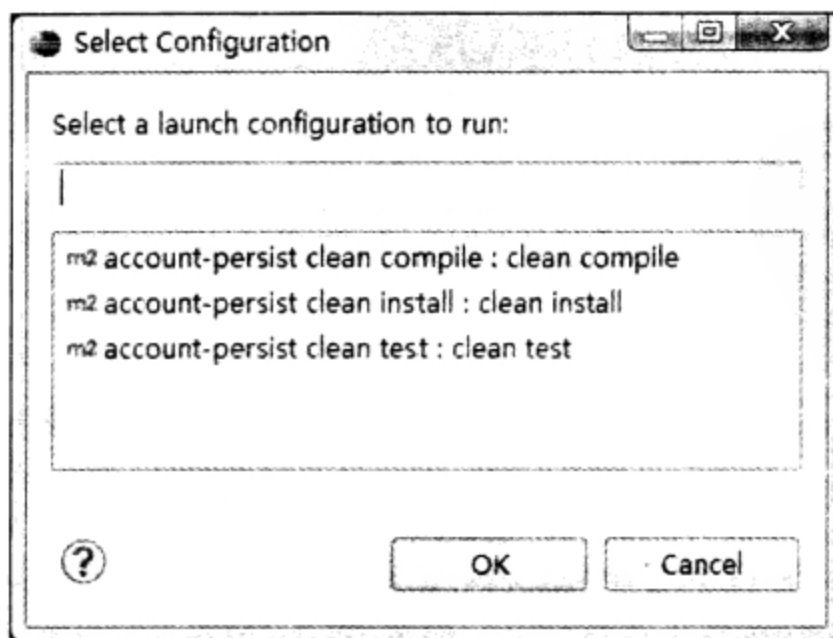 Select Configuration
Select a launch configuration to run:
m2 account-persist clean compile : clean compile
m2 account-persist clean install : clean install
m2 account-persist clean test : clean test
?
OK
Cancel